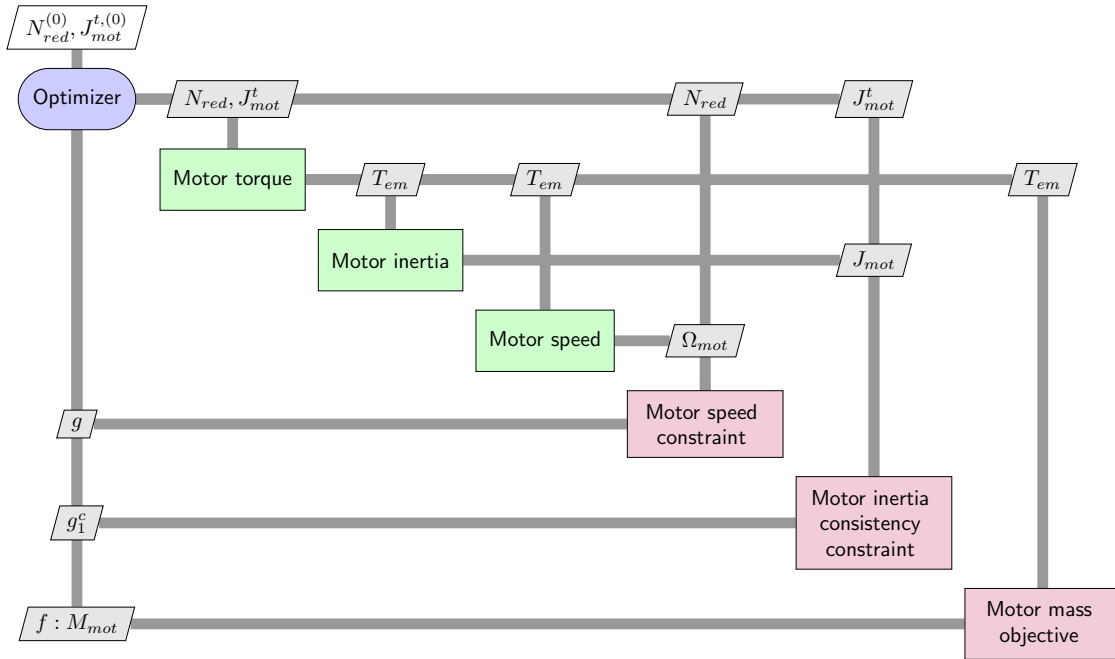 $N_{red}^{(0)}, J_{mot}^{t,(0)}$
Optimizer
$N_{red}, J_{mot}^{t}$
$N_{red}$
$J_{mot}^{t}$
Motor torque
$T_{em}$
$T_{em}$
$T_{em}$
Motor inertia
$J_{mot}$
Motor speed
$\Omega_{mot}$
$g$
Motor speed
constraint
$g_1^c$
Motor inertia
consistency
constraint
$f : M_{mot}$
Motor mass
objective